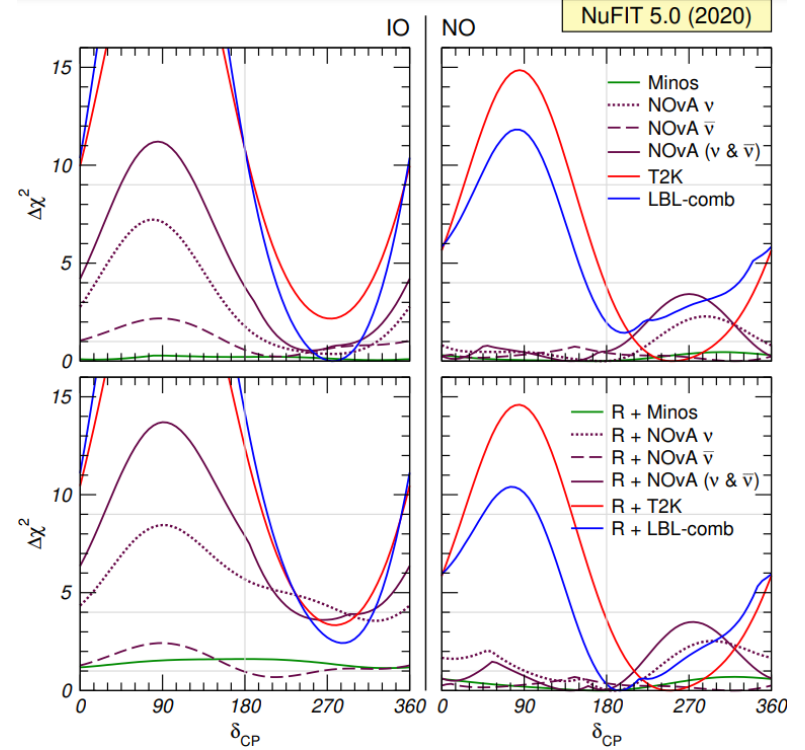 IO
NO
NuFIT 5.0 (2020)
15
10
5
0
Δχ²
Minos
NOvA ν
NOvA ν̅
NOvA (ν & ν̅)
T2K
LBL-comb
15
10
5
0
Δχ²
R + Minos
R + NOvA ν
R + NOvA ν̅
R + NOvA (ν & ν̅)
R + T2K
R + LBL-comb
0 90 180 270 360
0 90 180 270 360
δCP
δCP